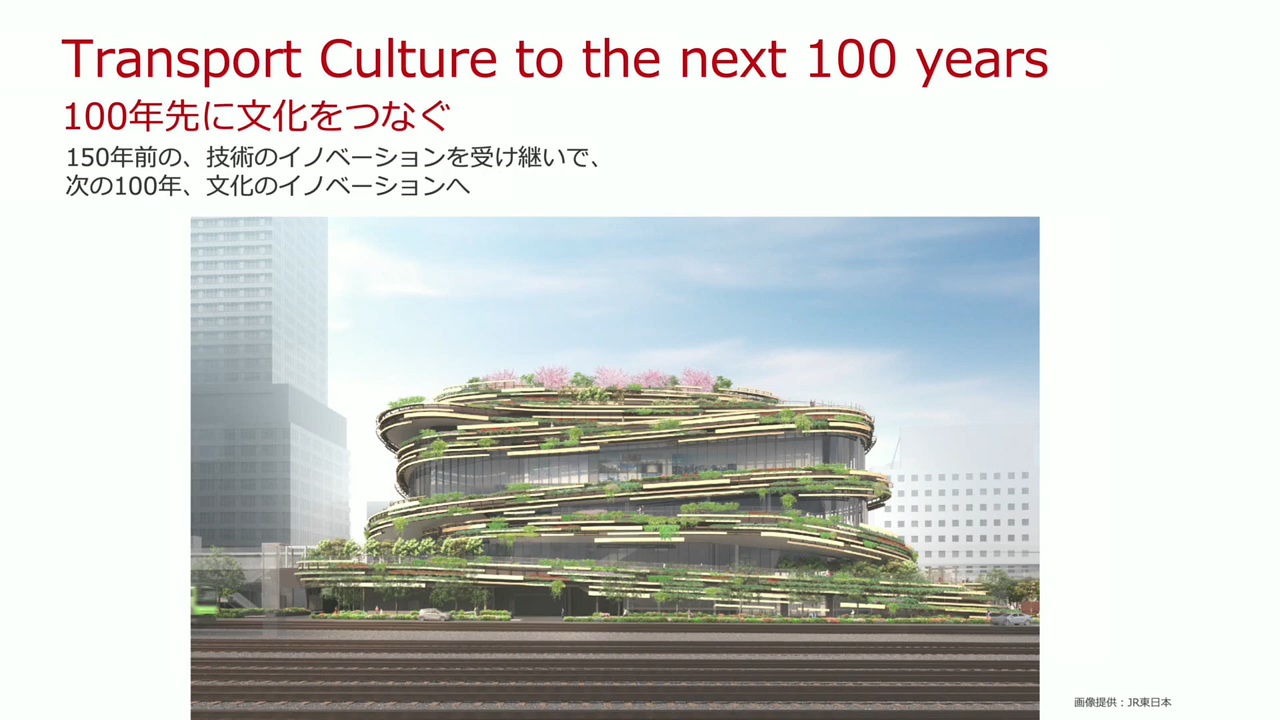 Transport Culture to the next 100 years
100年先に文化をつなぐ
150年前の、技術のイノベーションを受け継いで、
次の100年、文化のイノベーションへ
画像提供：JR東日本